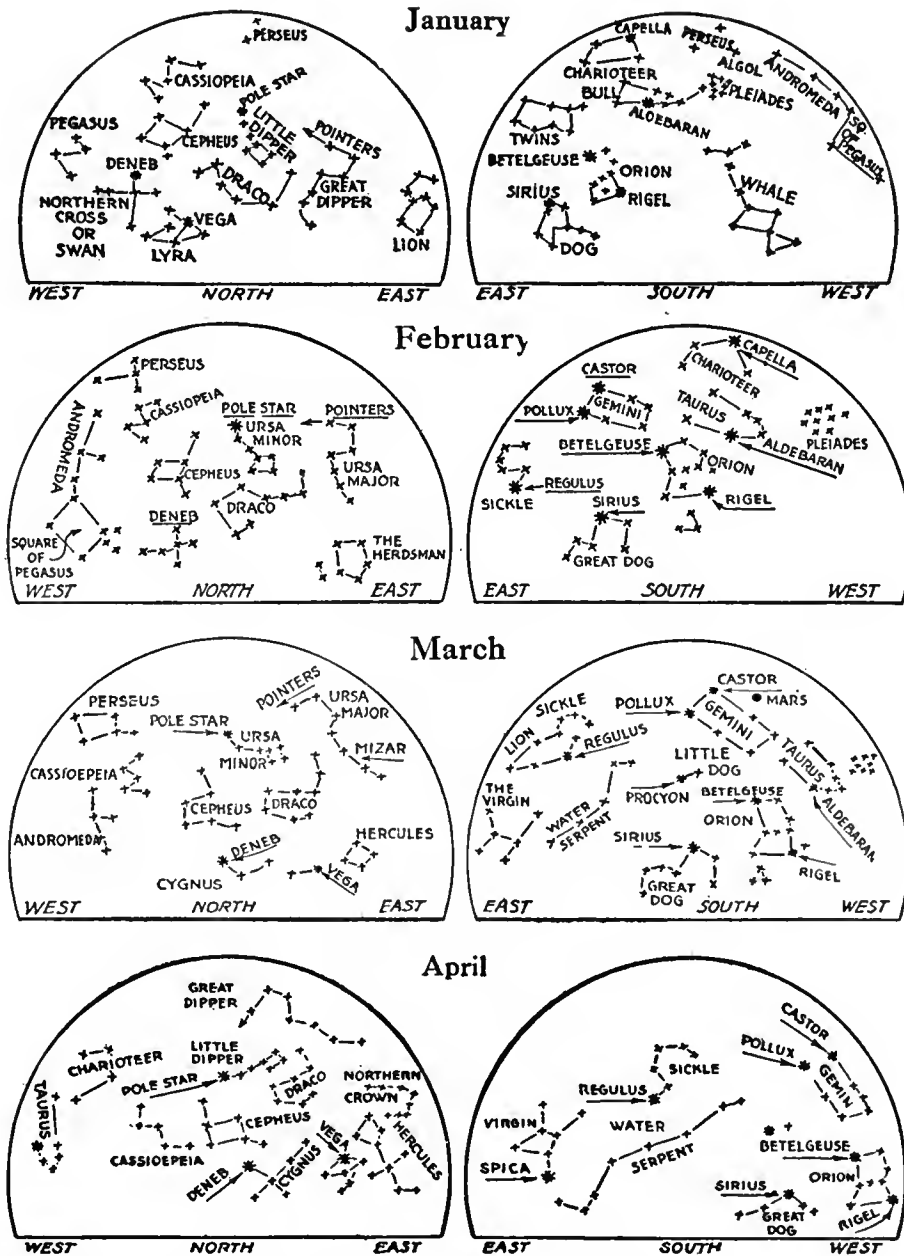 January
PERSEUS
CASSIOPEIA
POLE STAR
LITTLE
DIPPER
POINTERS
PEGASUS
CEPHEUS
DENEB
DRACO
GREAT
DIPPER
NORTHERN
CROSS
OR
SWAN
VEGA
LYRA
LION
WEST
NORTH
EAST
CAPELLA
PERSEUS
ALGOL
ANDROMEDA
SQ.
OF
PEGASUS
CHARIOTEER
BULL
PLEIADES
ALOEBARAN
TWINS
BETELGEUSE
ORION
SIRIUS
RIGEL
WHALE
DOG
EAST
SOUTH
WEST
February
PERSEUS
CASSIOPEIA
POLE STAR
POINTERS
URSA
MINOR
ANDROMEDA
CEPHEUS
URSA
MAJOR
DRACO
DENEB
SQUARE
OF
PEGASUS
THE
HERDSMAN
WEST
NORTH
EAST
CAPELLA
CHARIOTEER
CASTOR
GEMINI
TAURUS
POLLUX
PLEIADES
BETELGEUSE
ALDEBARAN
ORION
REGULUS
SICKLE
SIRIUS
RIGEL
GREAT DOG
EAST
SOUTH
WEST
March
POINTERS
URSA
MAJOR
PERSEUS
POLE STAR
URSA
MINOR
MIZAR
CASSIOEPEIA
CEPHEUS
DRACO
ANDROMEDA
DENEB
HERCULES
CYGNUS
VEGA
WEST
NORTH
EAST
CASTOR
MARS
SICKLE
LION
POLLUX
GEMINI
REGULUS
LITTLE
DOG
TAURUS
THE
VIRGIN
PROCYON
BETELGEUSE
WATER
SERPENT
ORION
ALDEBARAN
SIRIUS
RIGEL
GREAT
DOG
EAST
SOUTH
WEST
April
GREAT
DIPPER
LITTLE
DIPPER
CHARIOTEER
POLE STAR
DRACO
NORTHERN
CROWN
TAURUS
CEPHEUS
VEGA
HERCULES
CASSIOEPEIA
CYGNUS
DENEB
WEST
NORTH
EAST
CASTOR
POLLUX
SICKLE
GEMIN
REGULUS
VIRGIN
WATER
SERPENT
BETELGEUSE
SPICA
ORION
SIRIUS
GREAT
DOG
RIGEL
EAST
SOUTH
WEST